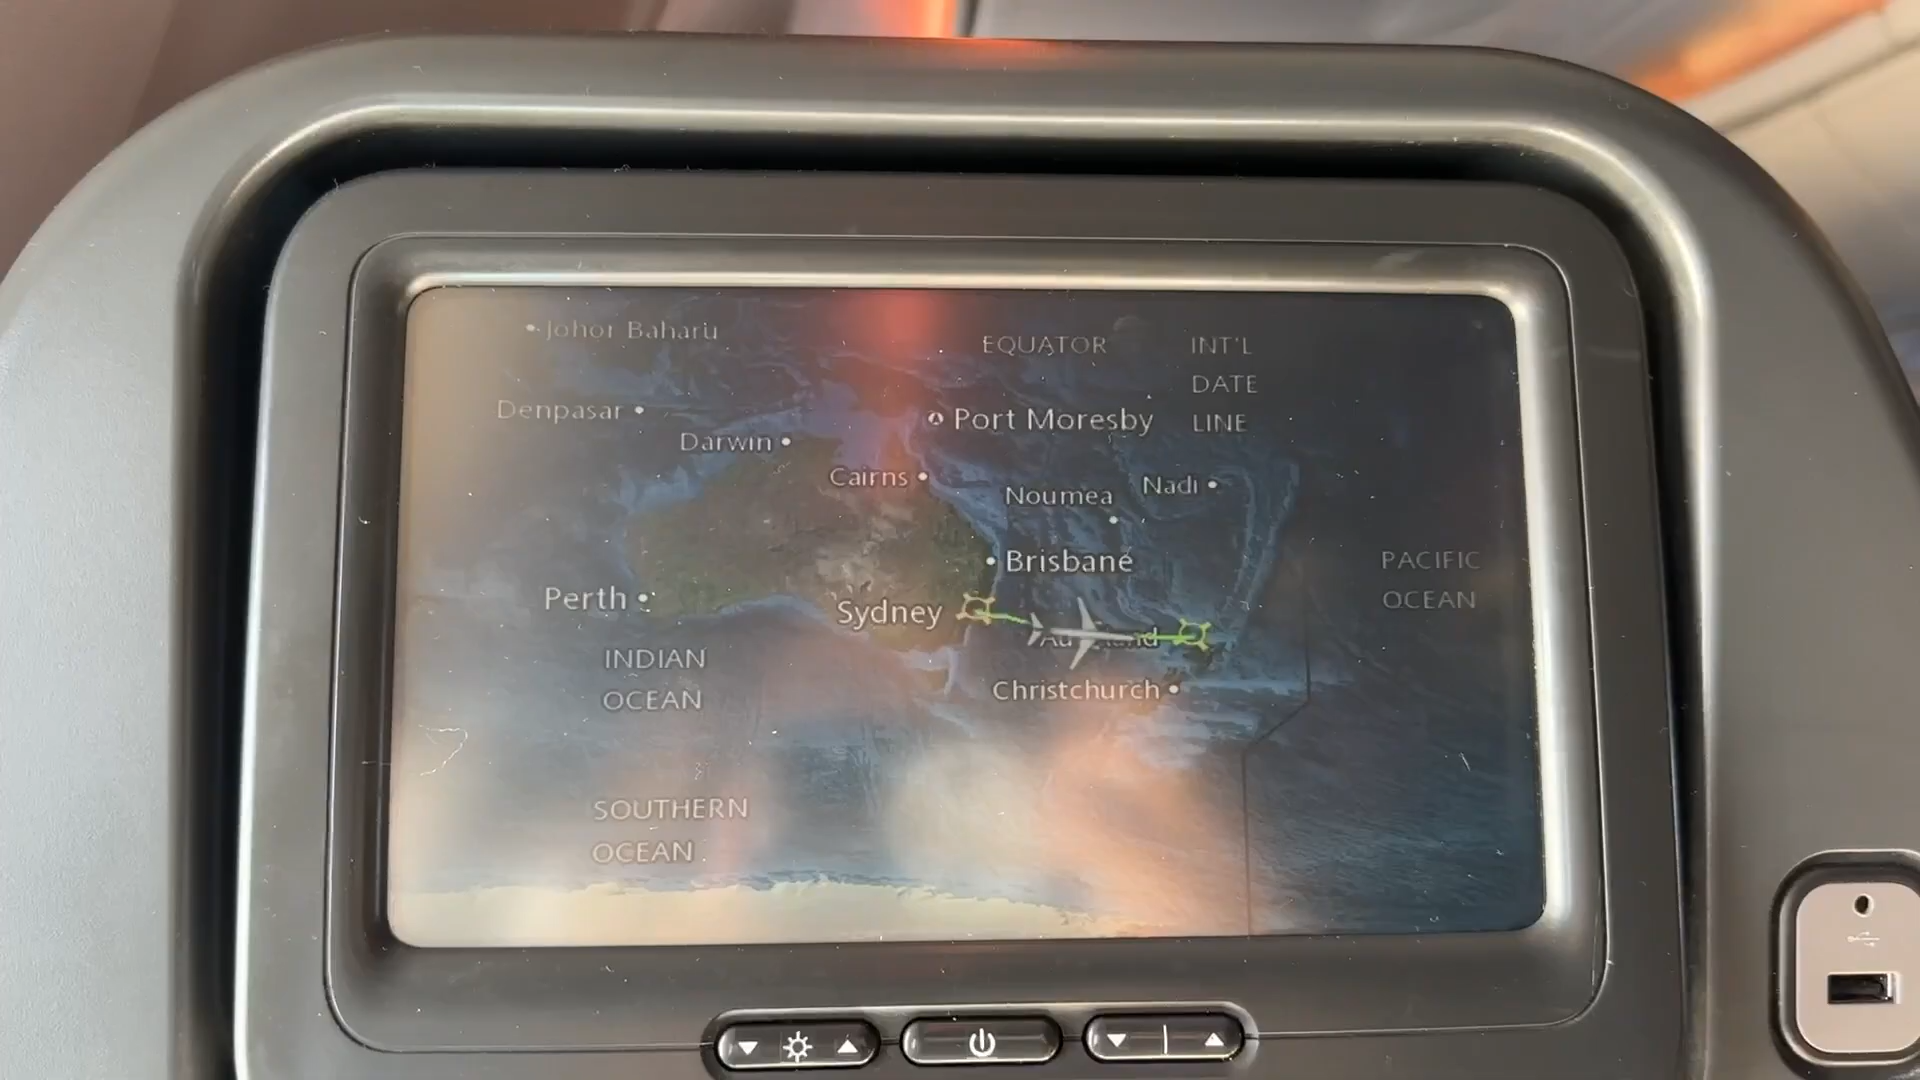 Johor Baharu
EQUATOR
INT'L
DATE
LINE
Denpasar
Port Moresby
Darwin
Cairns
Noumea
Nadi
Brisbane
PACIFIC
OCEAN
Perth
Sydney
Auckland
INDIAN
OCEAN
Christchurch
SOUTHERN
OCEAN